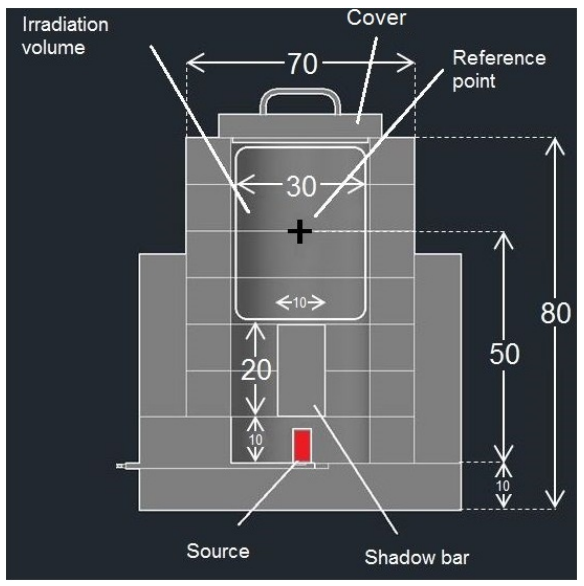 Irradiation
volume
Cover
70
Reference
point
30
10
80
50
20
10
10
Source
Shadow bar